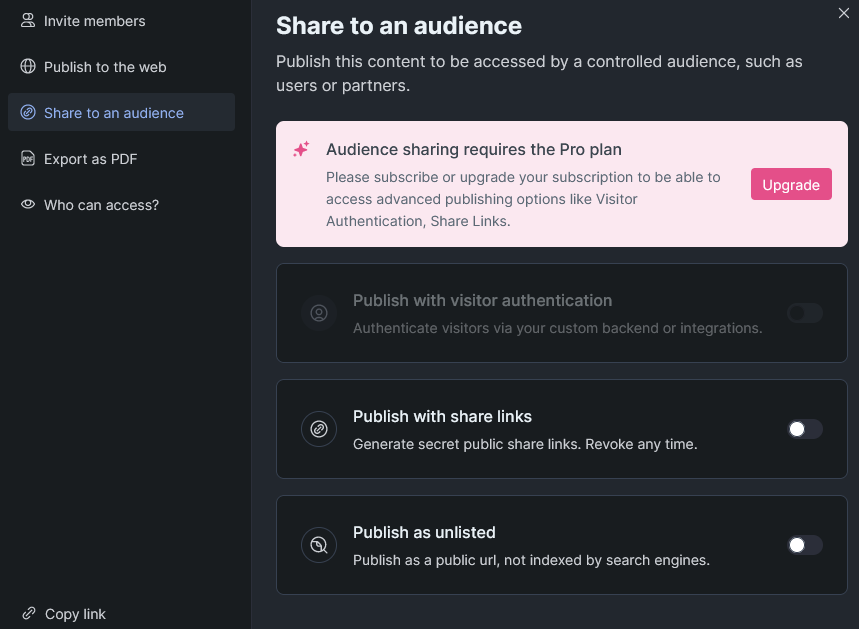 Invite members
Publish to the web
Share to an audience
PDF
Export as PDF
Who can access?
Copy link
Share to an audience
Publish this content to be accessed by a controlled audience, such as
users or partners.
Audience sharing requires the Pro plan
Please subscribe or upgrade your subscription to be able to
access advanced publishing options like Visitor
Authentication, Share Links.
Upgrade
Publish with visitor authentication
Authenticate visitors via your custom backend or integrations.
Publish with share links
Generate secret public share links. Revoke any time.
Publish as unlisted
Publish as a public url, not indexed by search engines.